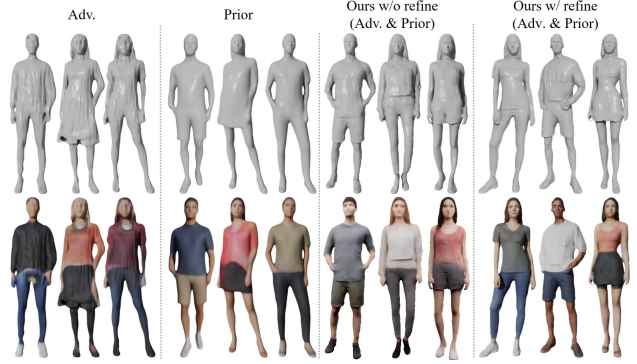 Adv.
Prior
Ours w/o refine
(Adv. & Prior)
Ours w/ refine
(Adv. & Prior)